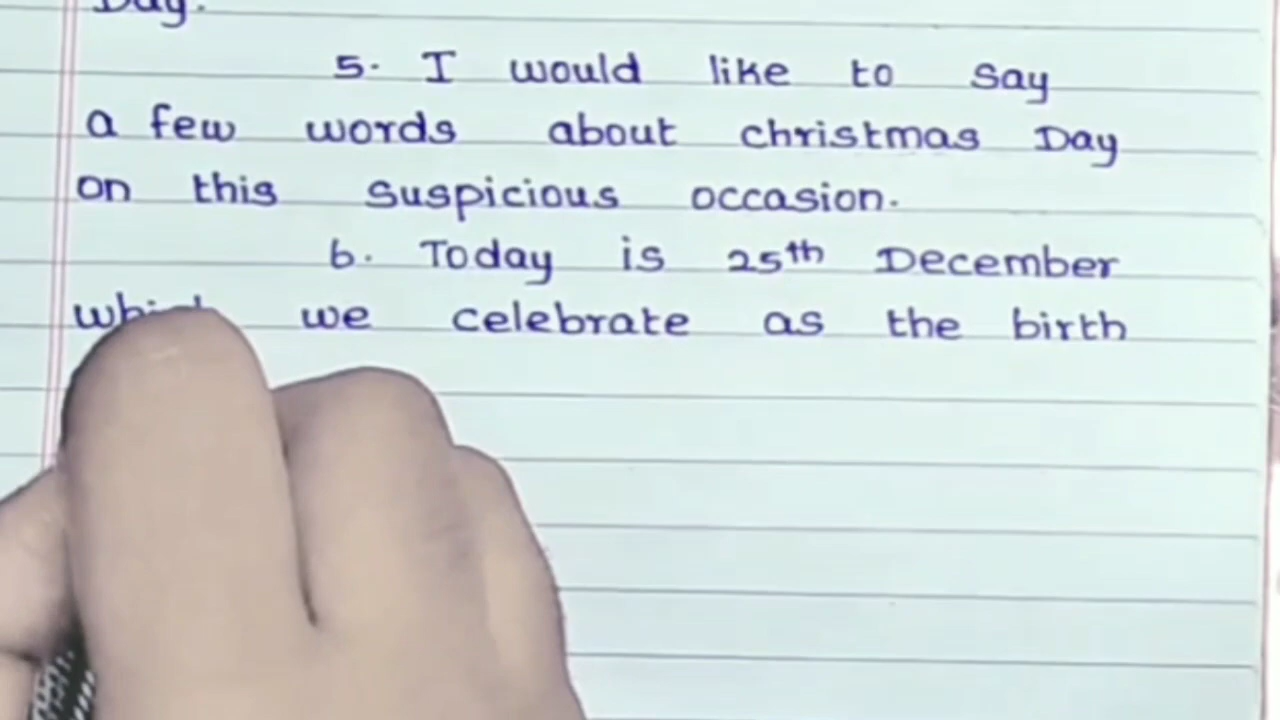 Day.
5. I would like to say
a few words about christmas Day
on this suspicious occasion.
6. Today is 25th December
we celebrate as the birth